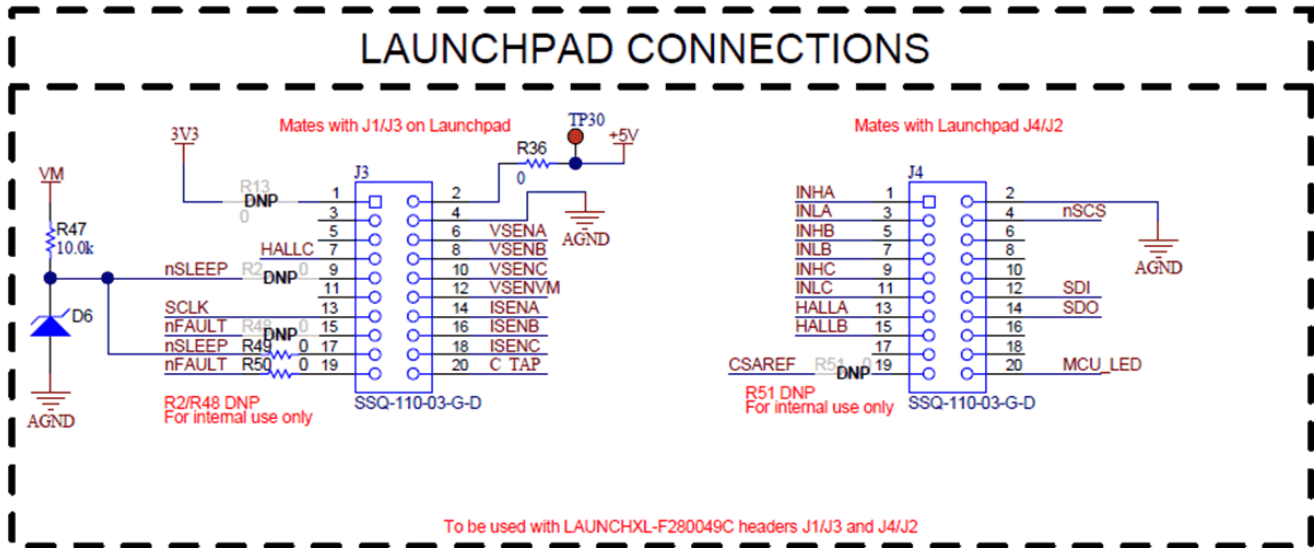 LAUNCHPAD CONNECTIONS
Mates with J1/J3 on Launchpad
3V3
R13
DNP
0
VM
R47
10.0k
D6
AGND
R36
0
TP30
+5V
AGND
J3
1 2
3 4
5 6 VSENA
HALLC 7 8 VSENB
nSLEEP R2 DNP 0 9 10 VSENC
11 12 VSENVM
SCLK 13 14 ISENA
nFAULT R48 DNP 0 15 16 ISENB
nSLEEP R49 0 17 18 ISENC
nFAULT R50 0 19 20 C TAP
SSQ-110-03-G-D
R2/R48 DNP
For internal use only
Mates with Launchpad J4/J2
J4
INHA 1 2
INLA 3 4 nSCS
INHB 5 6
INLB 7 8
INHC 9 10
INLC 11 12 SDI
HALLA 13 14 SDO
HALLB 15 16
17 18
CSAREF R51 0 DNP 19 20 MCU_LED
AGND
R51 DNP
For internal use only
SSQ-110-03-G-D
To be used with LAUNCHXL-F280049C headers J1/J3 and J4/J2